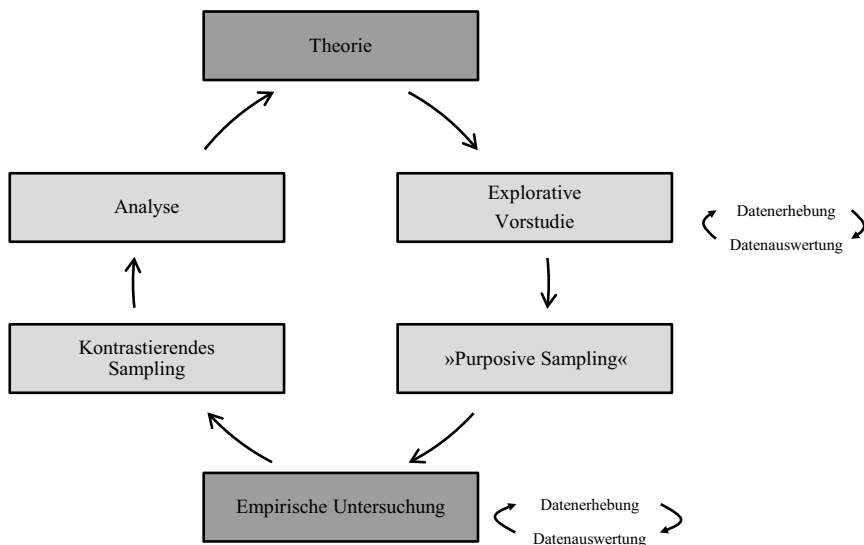 Theorie
Analyse
Explorative
Vorstudie
Datenerhebung
Datenauswertung
Kontrastierendes
Sampling
»Purposive Sampling«
Empirische Untersuchung
Datenerhebung
Datenauswertung